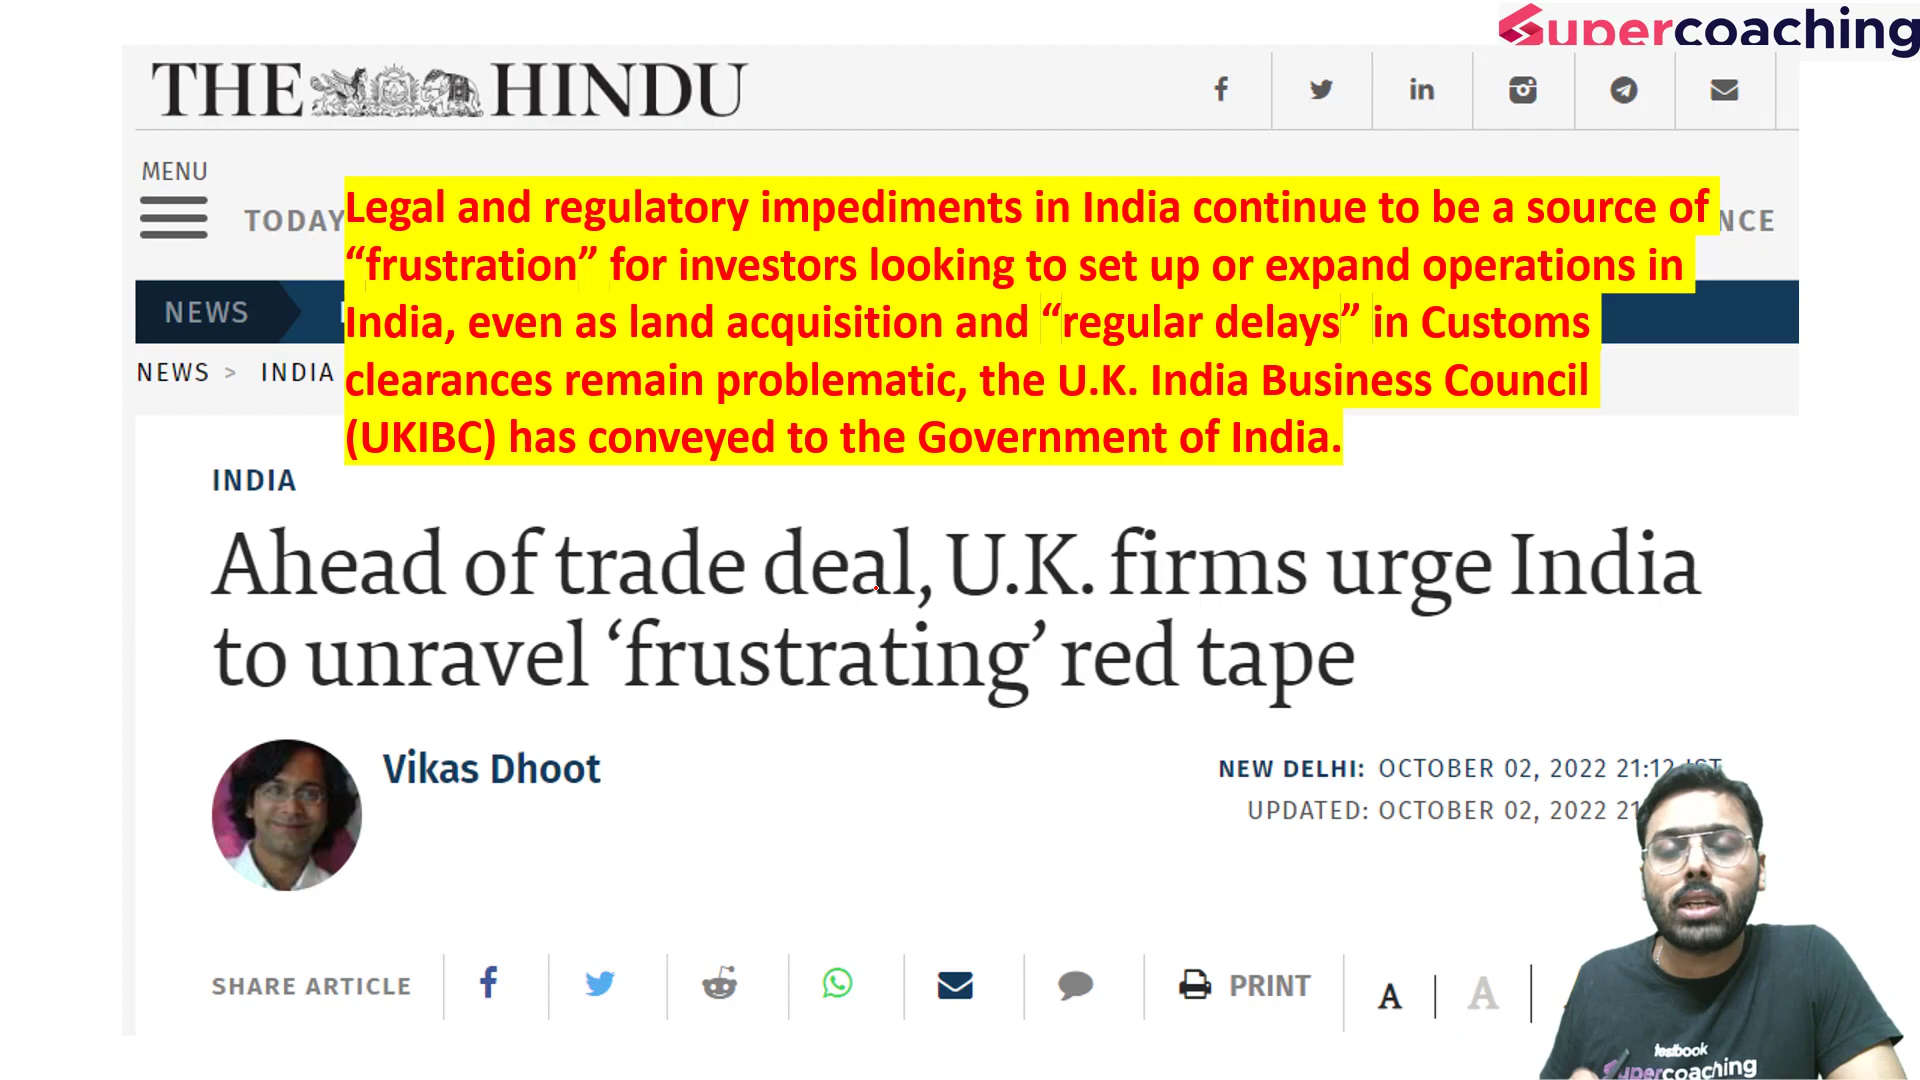 Supercoaching
THE HINDU
MENU
TODAY
NCE
Legal and regulatory impediments in India continue to be a source of
“frustration” for investors looking to set up or expand operations in
India, even as land acquisition and “regular delays” in Customs
clearances remain problematic, the U.K. India Business Council
(UKIBC) has conveyed to the Government of India.
NEWS
NEWS > INDIA
INDIA
Ahead of trade deal, U.K. firms urge India
to unravel ‘frustrating’ red tape
Vikas Dhoot
NEW DELHI: OCTOBER 02, 2022 21:12 IST
UPDATED: OCTOBER 02, 2022 21
SHARE ARTICLE
PRINT
A
A
testbook
Supercoaching